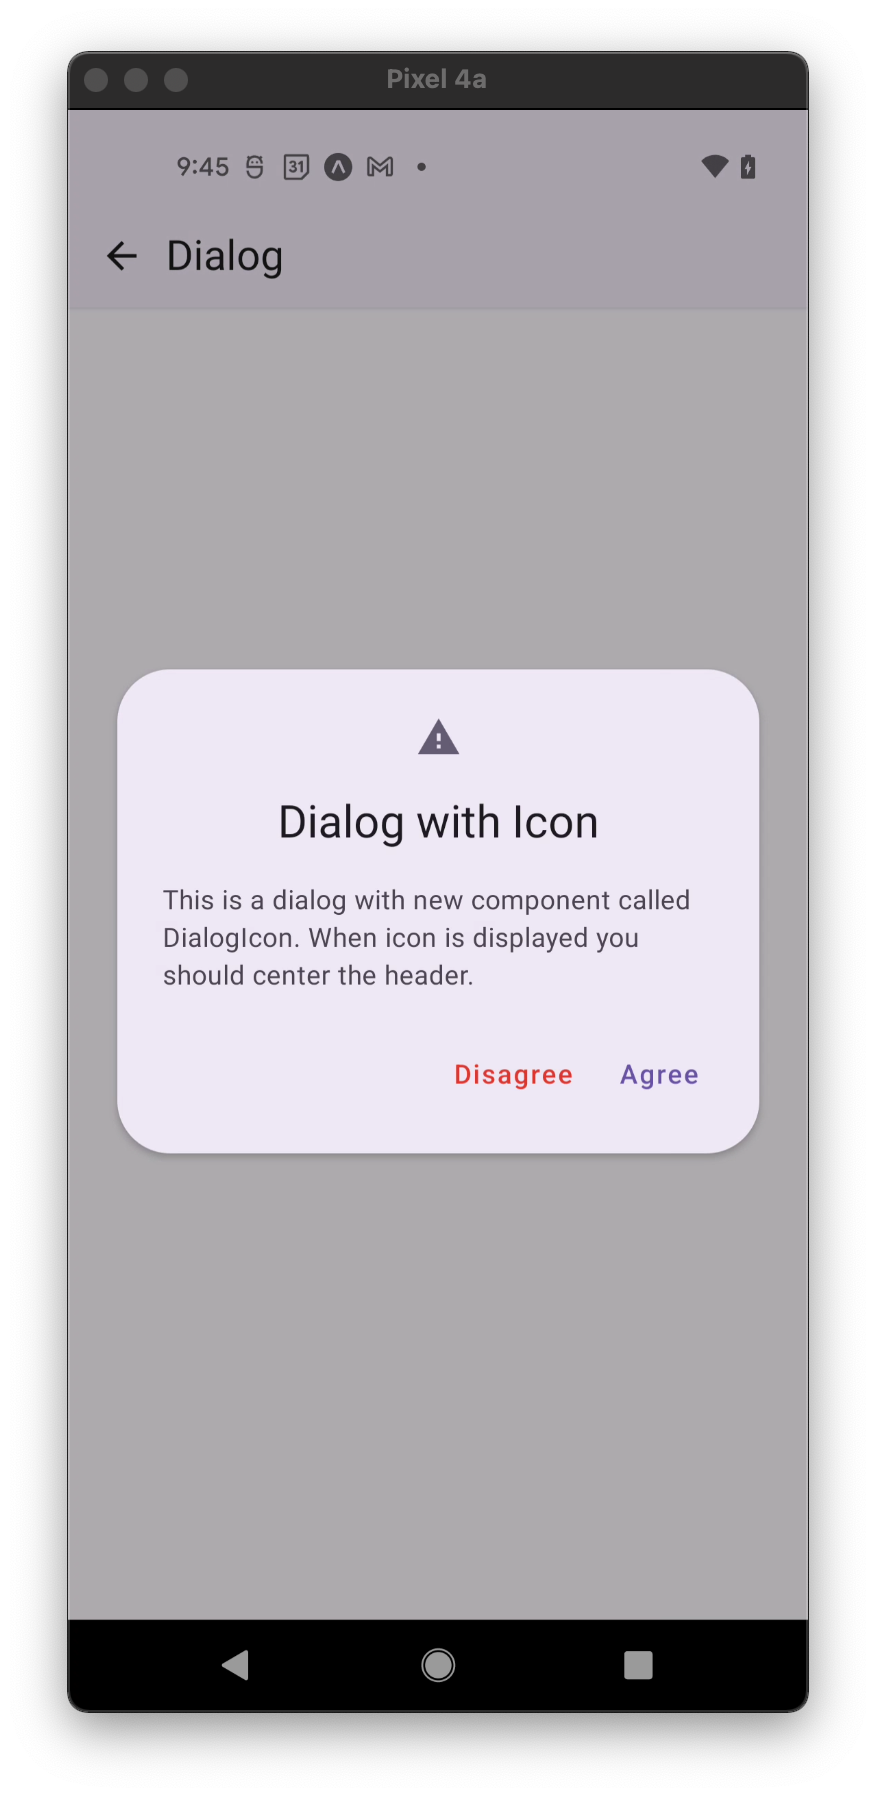 Pixel 4a
9:45 31
Dialog
Dialog with Icon
This is a dialog with new component called
DialogIcon. When icon is displayed you
should center the header.
Disagree Agree